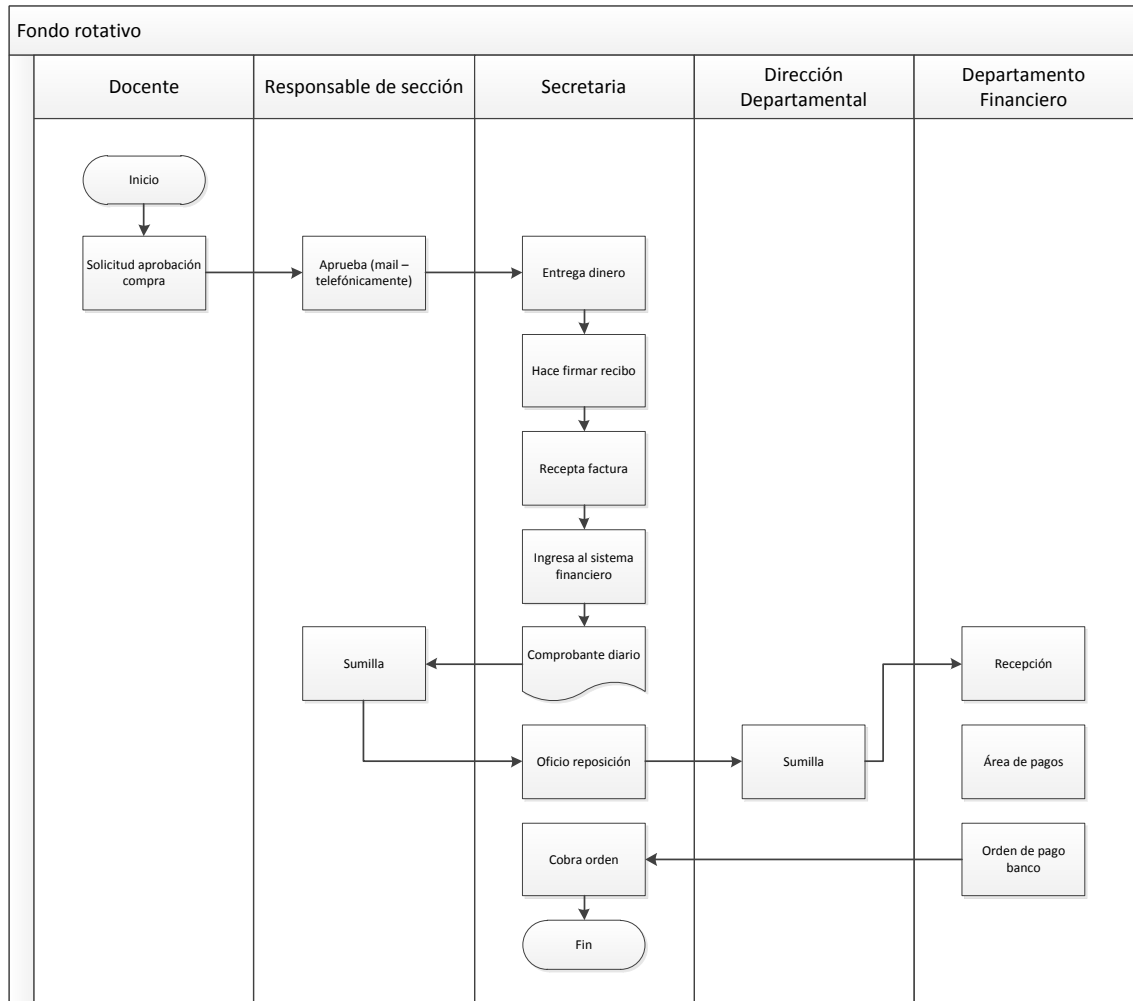 Fondo rotativo
Docente
Responsable de sección
Secretaria
Dirección
Departamental
Departamento
Financiero
Inicio
Solicitud aprobación
compra
Aprueba (mail –
telefónicamente)
Entrega dinero
Hace firmar recibo
Recepta factura
Ingresa al sistema
financiero
Comprobante diario
Sumilla
Oficio reposición
Sumilla
Recepción
Área de pagos
Orden de pago
banco
Cobra orden
Fin